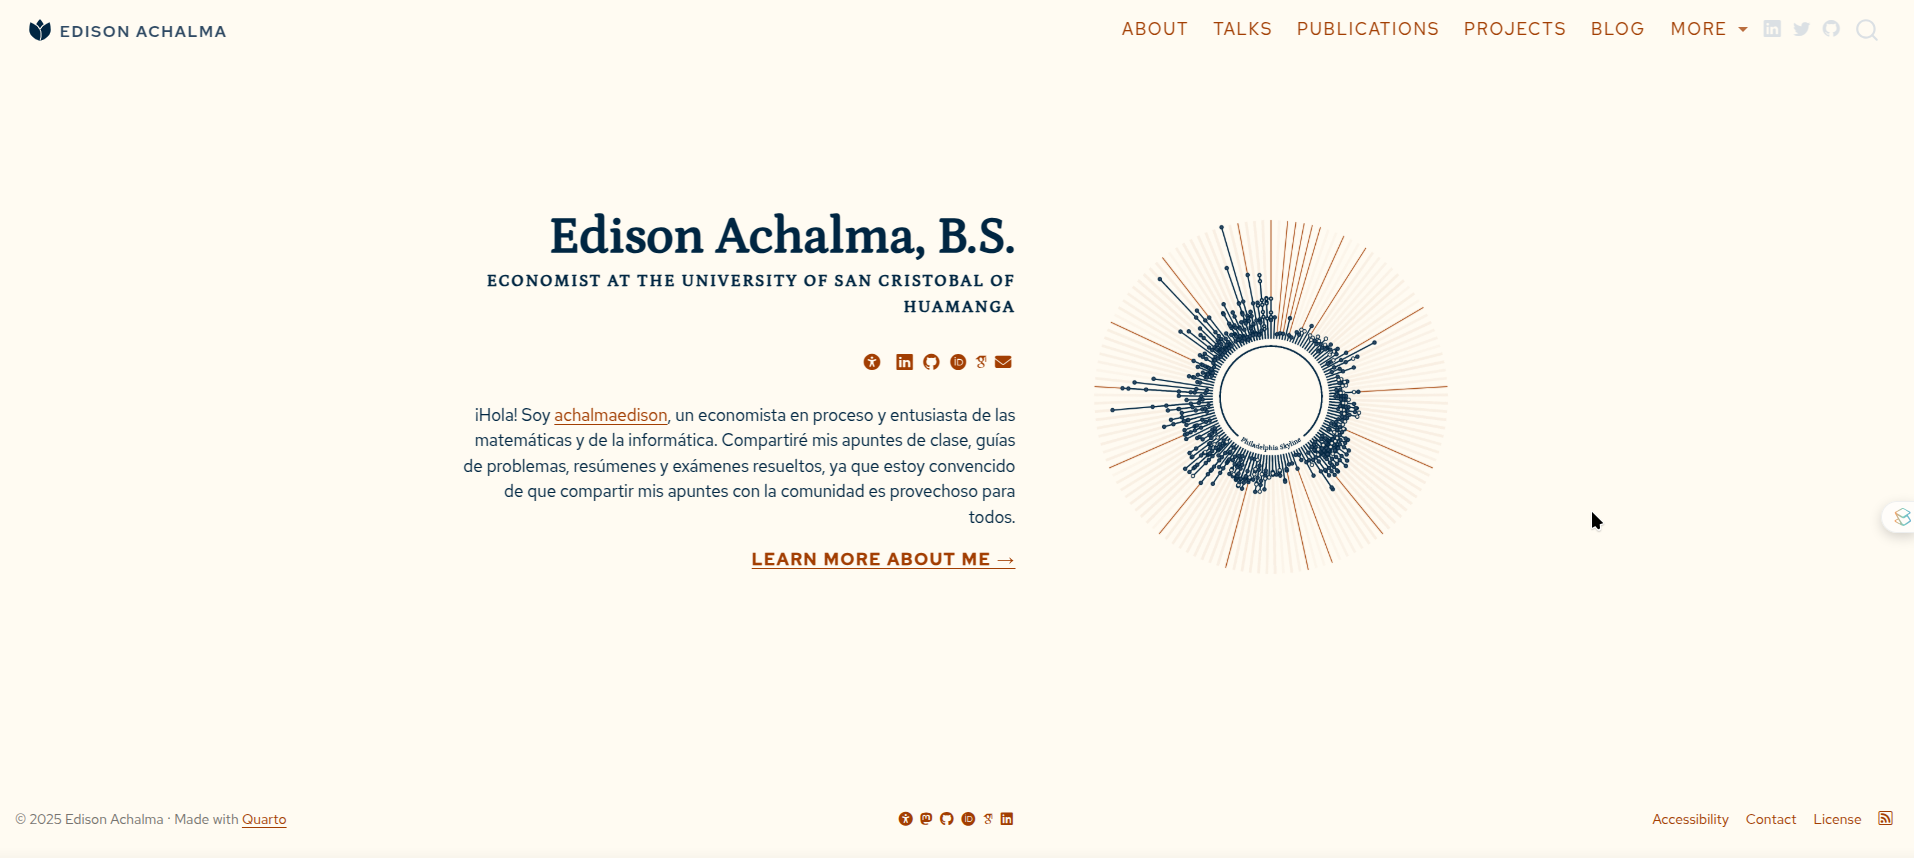 EDISON ACHALMA
ABOUT TALKS PUBLICATIONS PROJECTS BLOG MORE
Edison Achalma, B.S.
ECONOMIST AT THE UNIVERSITY OF SAN CRISTOBAL OF
HUAMANGA
¡Hola! Soy achalmaedison, un economista en proceso y entusiasta de las
matemáticas y de la informática. Compartiré mis apuntes de clase, guías
de problemas, resúmenes y exámenes resueltos, ya que estoy convencido
de que compartir mis apuntes con la comunidad es provechoso para
todos.
LEARN MORE ABOUT ME →
Philadelphia Skyline
© 2025 Edison Achalma · Made with Quarto
Accessibility Contact License